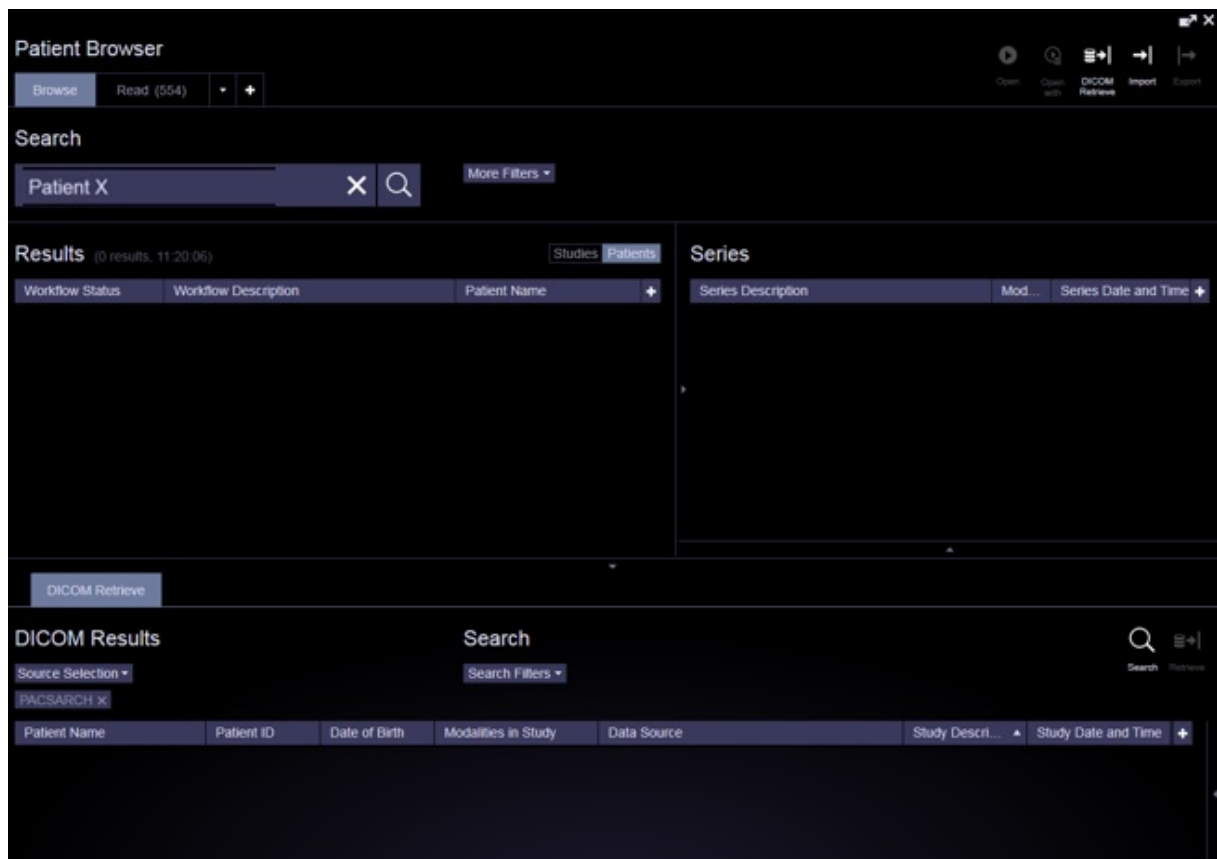 Patient Browser
Browse Read (554)
Open Open with DICOM Retrieve Import Export
Search
Patient X
More Filters
Results (0 results, 11:20:06)
Studies Patients
Workflow Status Workflow Description Patient Name
Series
Series Description Mod... Series Date and Time
DICOM Retrieve
DICOM Results
Source Selection
PACSARCH
Search
Search Filters
Search Retrieve
Patient Name Patient ID Date of Birth Modalities in Study Data Source Study Descri... Study Date and Time